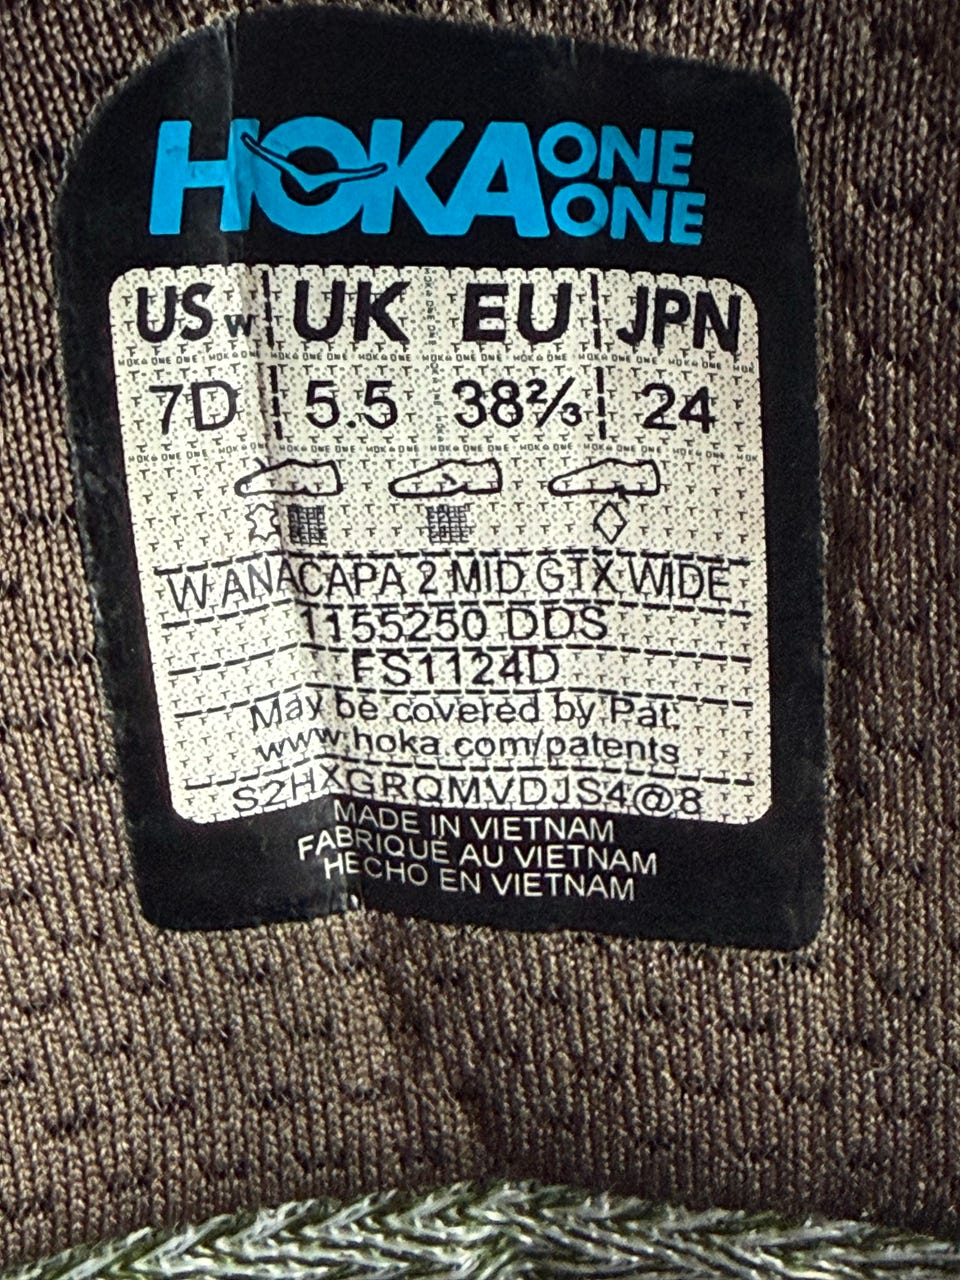 HOKA ONE ONE
USw UK EU JPN
7D 5.5 38⅔ 24
W ANACAPA 2 MID GTX WIDE
1155250 DDS
FS1124D
May be covered by Pat.
www.hoka.com/patents
S2HXGRQMVDJS4@8
MADE IN VIETNAM
FABRIQUÉ AU VIETNAM
HECHO EN VIETNAM